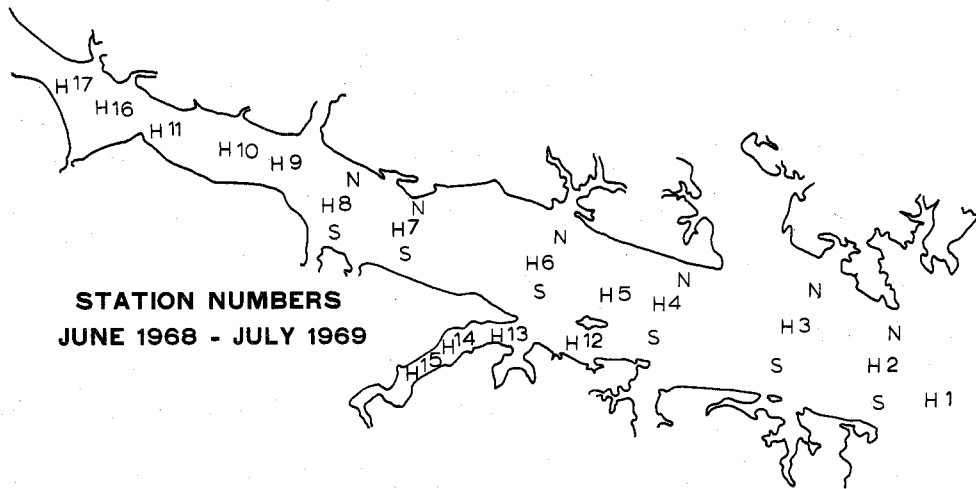 H17
H16
H11
H10
H9
N
H8
S
N
H7
S
N
H6
S
H5
N
H4
S
N
H3
S
N
H2
S
H1
STATION NUMBERS
JUNE 1968 - JULY 1969
H15
H14
H13
H12